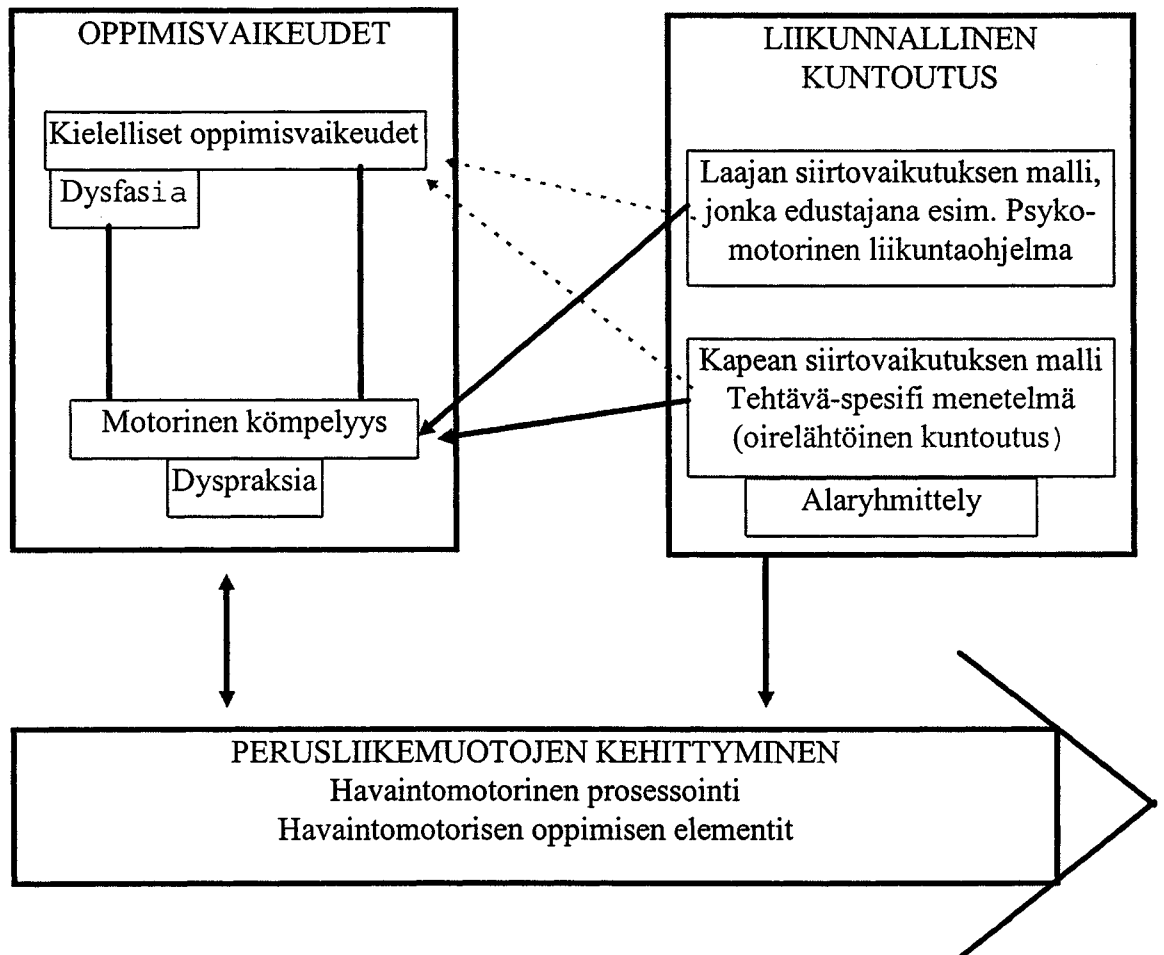 OPPIMISVAIKEUDET
Kielelliset oppimisvaikeudet
Dysfasia
Motorinen kömpelyys
Dyspraksia
LIIKUNNALLINEN
KUNTOUTUS
Laajan siirtovaikutuksen malli,
jonka edustajana esim. Psyko-
motorinen liikuntaohjelma
Kapean siirtovaikutuksen malli
Tehtävä-spesifi menetelmä
(oirelähtöinen kuntoutus)
Alaryhmittely
PERUSLIIKEMUOTOJEN KEHITTYMINEN
Havaintomotorinen prosessointi
Havaintomotorisen oppimisen elementit